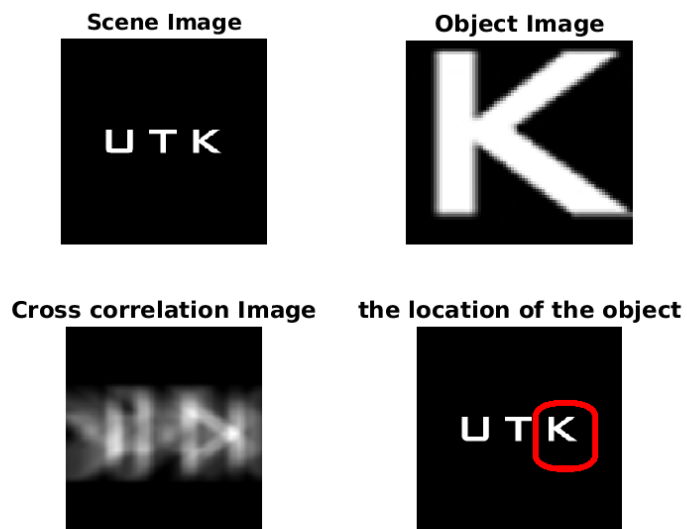 Scene Image
Object Image
U T K
K
Cross correlation Image
the location of the object
U T K